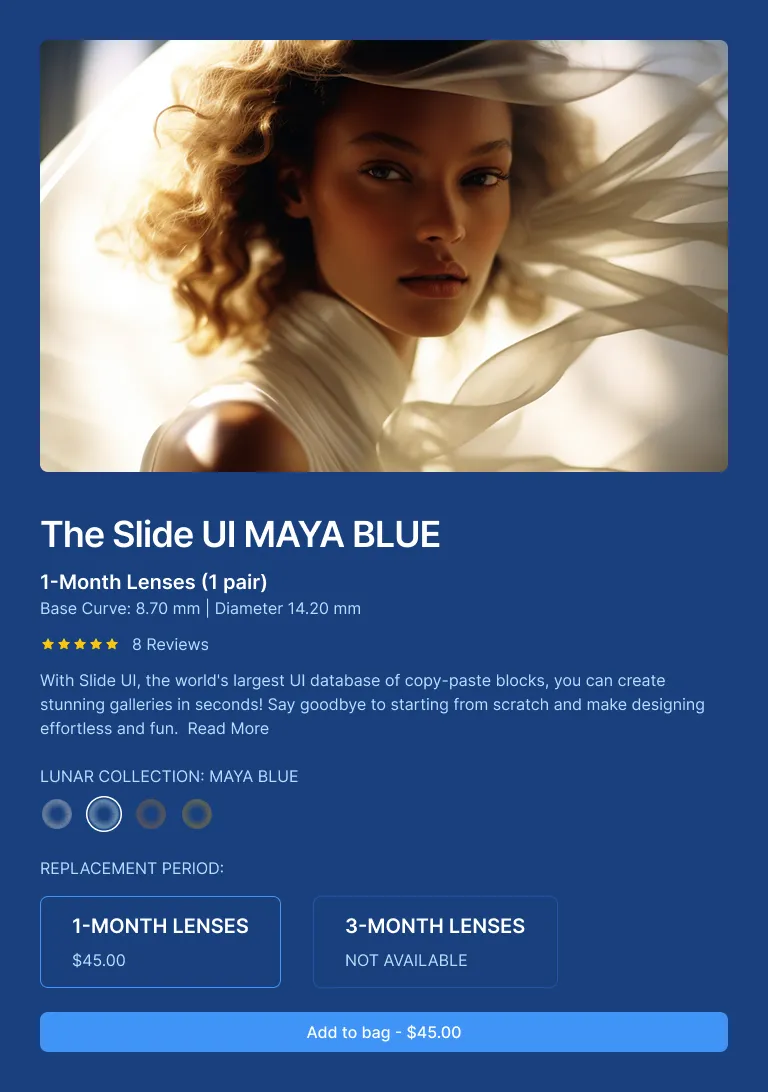 The Slide UI MAYA BLUE
1-Month Lenses (1 pair)
Base Curve: 8.70 mm | Diameter 14.20 mm
8 Reviews
With Slide UI, the world's largest UI database of copy-paste blocks, you can create
stunning galleries in seconds! Say goodbye to starting from scratch and make designing
effortless and fun.  Read More
LUNAR COLLECTION: MAYA BLUE
REPLACEMENT PERIOD:
1-MONTH LENSES
$45.00
3-MONTH LENSES
NOT AVAILABLE
Add to bag - $45.00